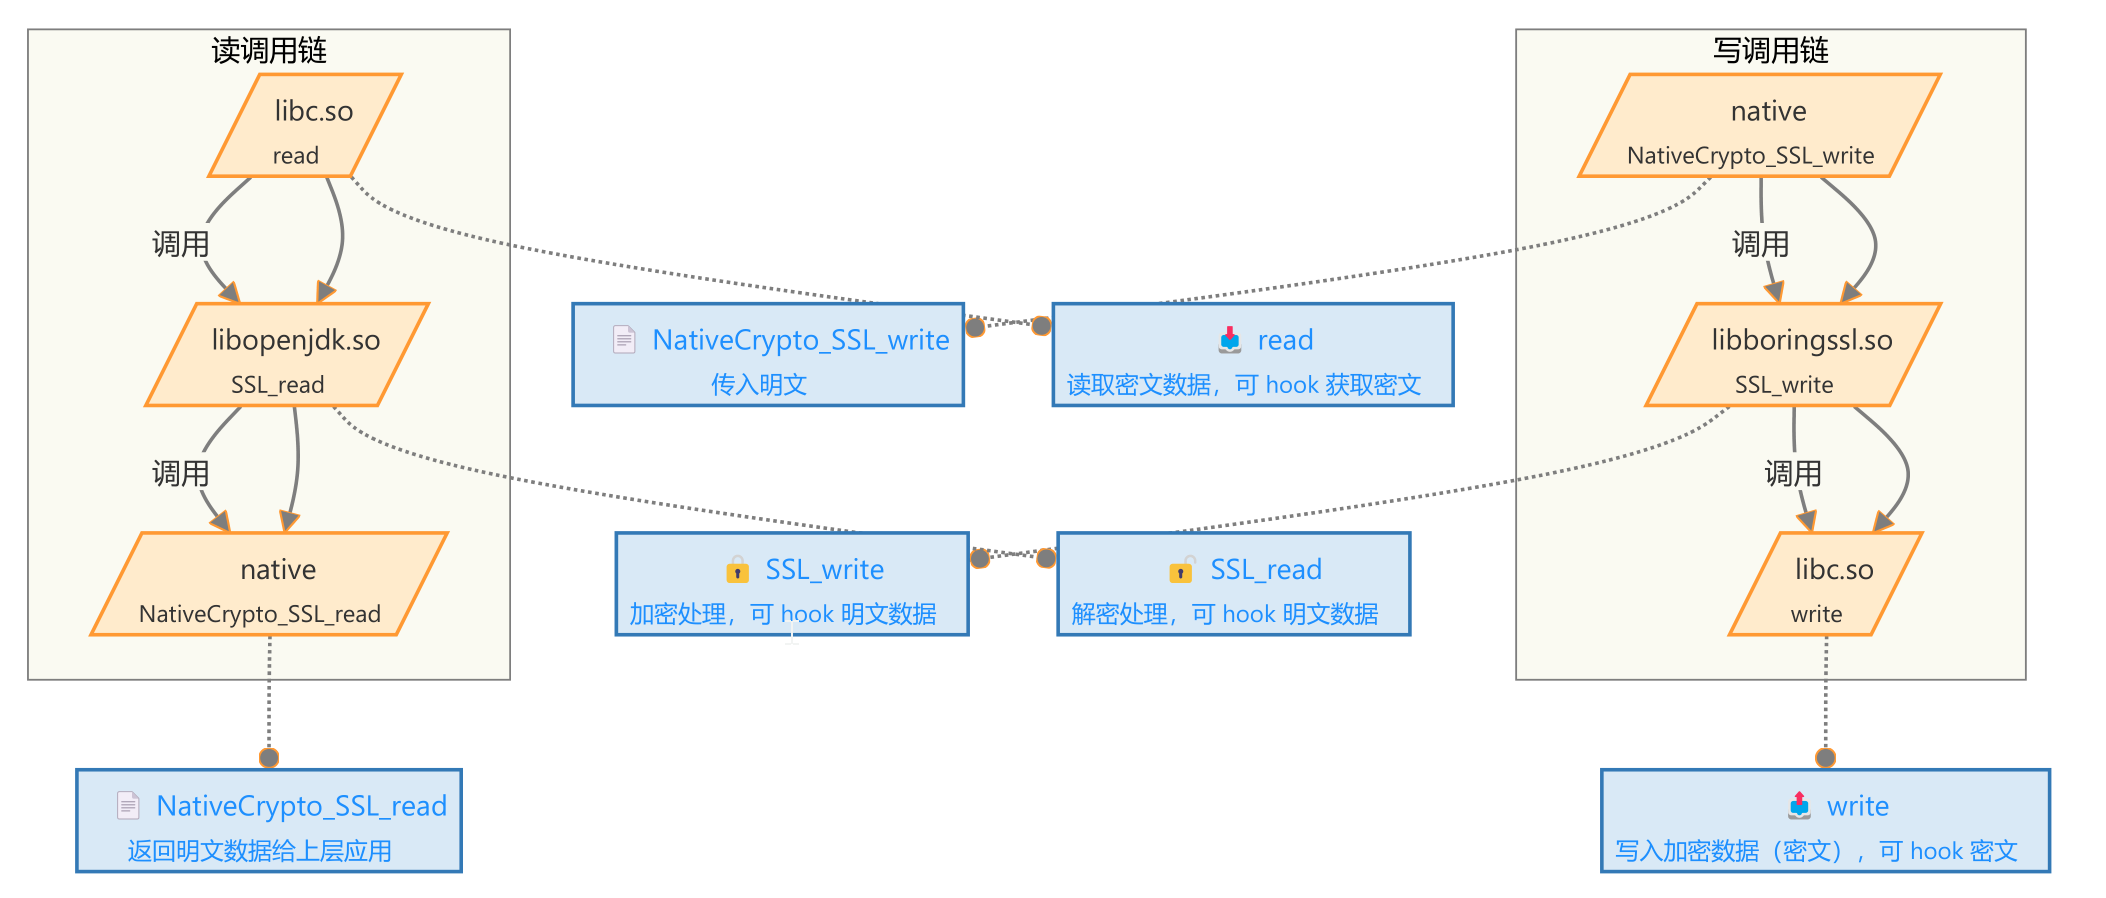 读调用链
libc.so
read
调用
libopenjdk.so
SSL_read
调用
native
NativeCrypto_SSL_read
NativeCrypto_SSL_read
返回明文数据给上层应用
NativeCrypto_SSL_write
传入明文
read
读取密文数据，可 hook 获取密文
SSL_write
加密处理，可 hook 明文数据
SSL_read
解密处理，可 hook 明文数据
写调用链
native
NativeCrypto_SSL_write
调用
libboringssl.so
SSL_write
调用
libc.so
write
write
写入加密数据（密文），可 hook 密文